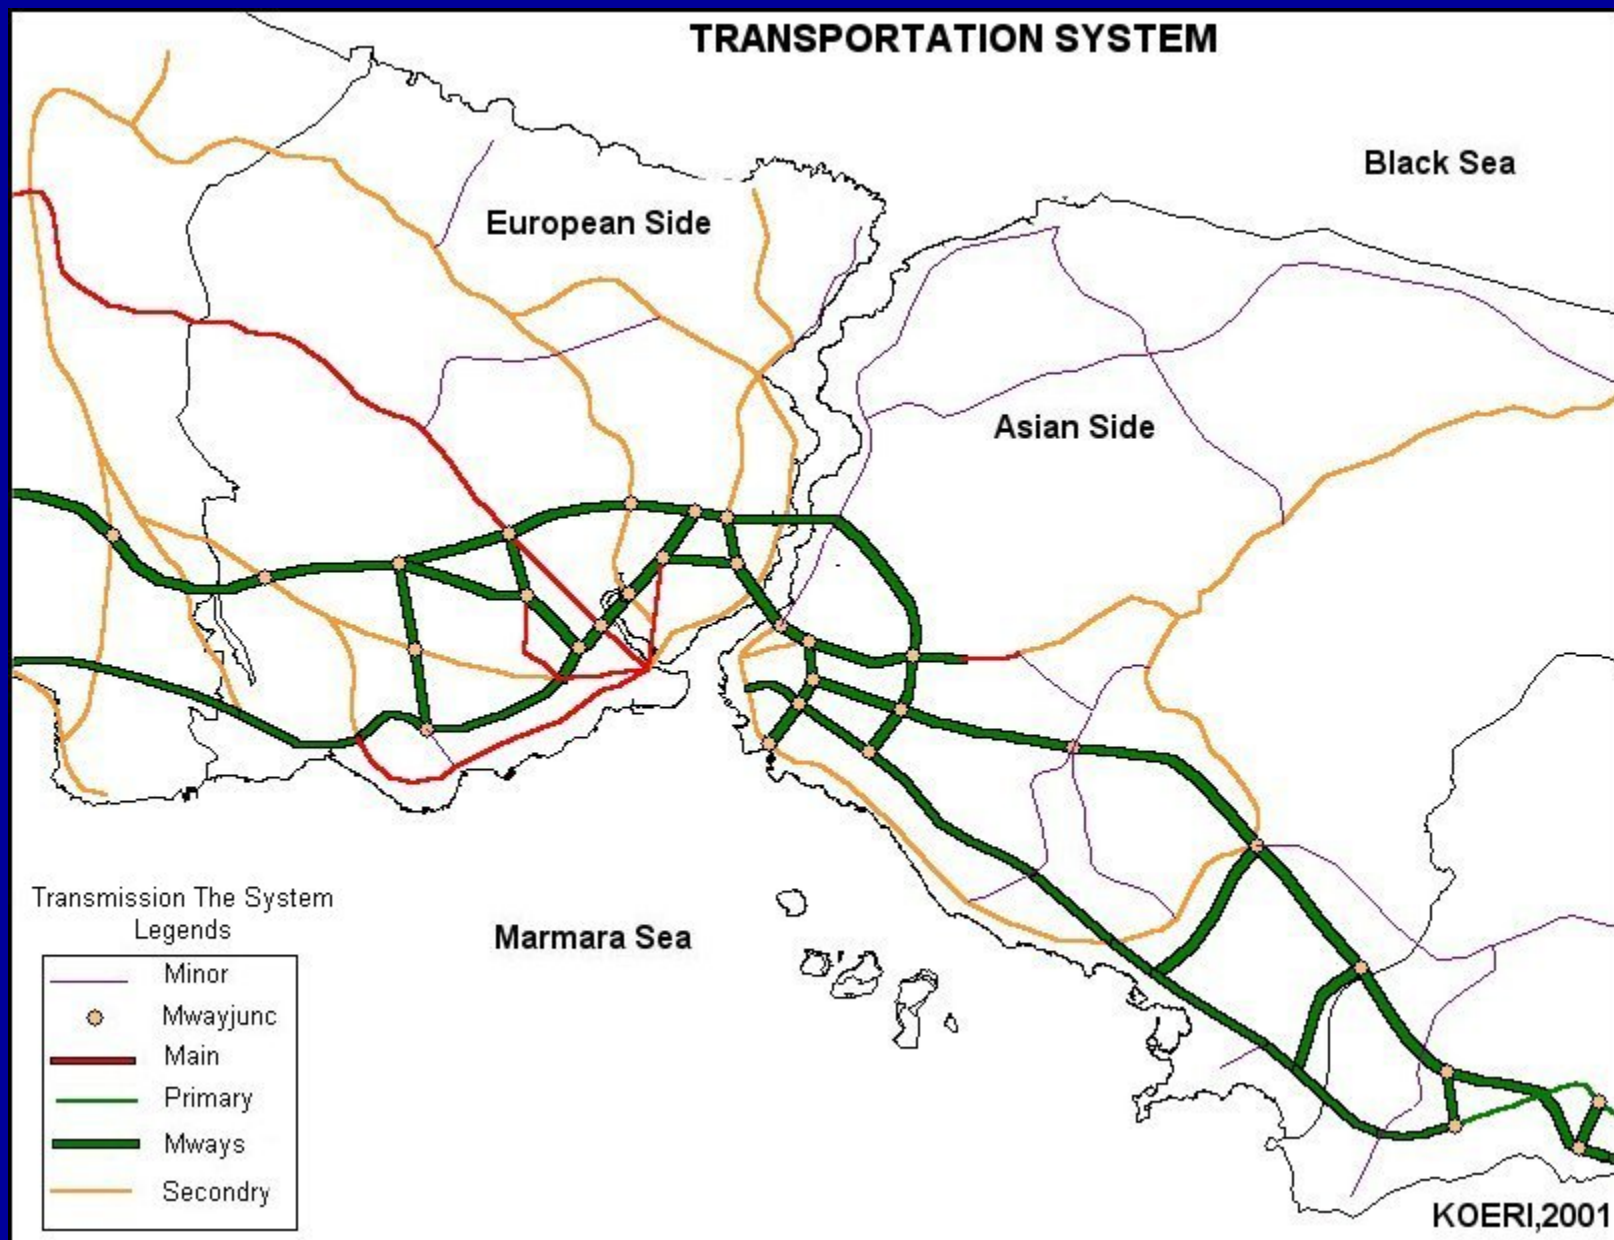 TRANSPORTATION SYSTEM
Black Sea
European Side
Asian Side
Marmara Sea
Transmission The System
Legends
Minor
Mwayjunc
Main
Primary
Mways
Secondry
KOERI,2001